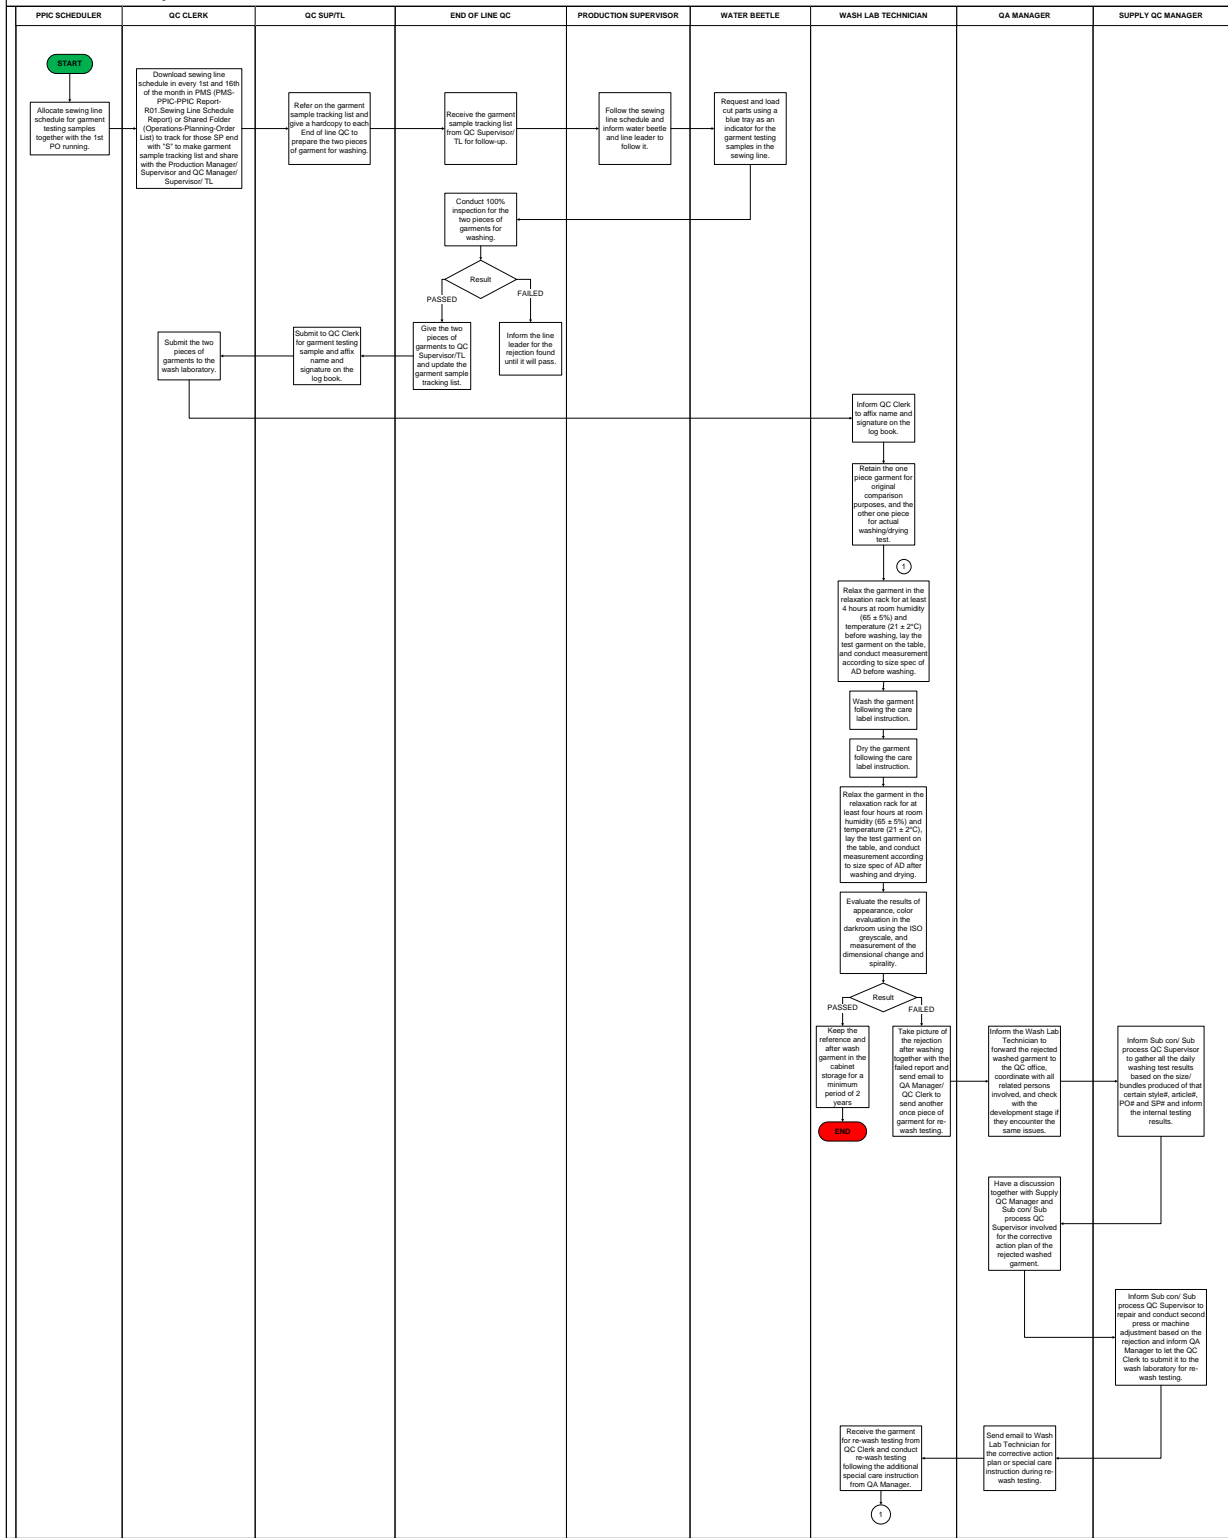 PPIC SCHEDULER
QC CLERK
QC SUP/TL
END OF LINE QC
PRODUCTION SUPERVISOR
WATER BEETLE
WASH LAB TECHNICIAN
QA MANAGER
SUPPLY QC MANAGER
START
Allocate sewing line
schedule for garment
testing samples
together with the 1st
PO running.
Download sewing line
schedule in every 1st and 16th
of the month in PMS (PMS-
PPIC-PPIC Report-
R01.Sewing Line Schedule
Report) or Shared Folder
(Operations-Planning-Order
List) to track for those SP end
with "S" to make garment
sample tracking list and share
with the Production Manager/
Supervisor and QC Manager/
Supervisor/ TL
Refer on the garment
sample tracking list and
give a hardcopy to each
End of line QC to
prepare the two pieces
of garment for washing.
Receive the garment
sample tracking list
from QC Supervisor/
TL for follow-up.
Follow the sewing
line schedule and
inform water beetle
and line leader to
follow it.
Request and load
cut parts using a
blue tray as an
indicator for the
garment testing
samples in the
sewing line.
Conduct 100%
inspection for the
two pieces of
garments for
washing.
Result
PASSED
FAILED
Submit the two
pieces of
garments to the
wash laboratory.
Submit to QC Clerk
for garment testing
sample and affix
name and
signature on the
log book.
Give the two
pieces of
garments to QC
Supervisor/TL
and update the
garment sample
tracking list.
Inform the line
leader for the
rejection found
until it will pass.
Inform QC Clerk
to affix name and
signature on the
log book.
Retain the one
piece garment for
original
comparison
purposes, and the
other one piece
for actual
washing/drying
test.
1
Relax the garment in the
relaxation rack for at least
4 hours at room humidity
(65 ± 5%) and
temperature (21 ± 2°C)
before washing, lay the
test garment on the table,
and conduct measurement
according to size spec of
AD before washing.
Wash the garment
following the care
label instruction.
Dry the garment
following the care
label instruction.
Relax the garment in the
relaxation rack for at
least four hours at room
humidity (65 ± 5%) and
temperature (21 ± 2°C),
lay the test garment on
the table, and conduct
measurement according
to size spec of AD after
washing and drying.
Evaluate the results of
appearance, color
evaluation in the
darkroom using the ISO
greyscale, and
measurement of the
dimensional change and
spirality.
Result
PASSED
FAILED
Keep the
reference and
after wash
garment in the
cabinet
storage for a
minimum
period of 2
years
END
Take picture of
the rejection
after washing
together with the
failed report and
send email to
QA Manager/
QC Clerk to
send another
once piece of
garment for re-
wash testing.
Inform the Wash Lab
Technician to
forward the rejected
washed garment to
the QC office,
coordinate with all
related persons
involved, and check
with the
development stage if
they encounter the
same issues.
Inform Sub con/ Sub
process QC Supervisor
to gather all the daily
washing test results
based on the size/
bundles produced of that
certain style#, article#,
PO# and SP# and inform
the internal testing
results.
Have a discussion
together with Supply
QC Manager and
Sub con/ Sub
process QC
Supervisor involved
for the corrective
action plan of the
rejected washed
garment.
Inform Sub con/ Sub
process QC Supervisor to
repair and conduct second
press or machine
adjustment based on the
rejection and inform QA
Manager to let the QC
Clerk to submit it to the
wash laboratory for re-
wash testing.
Receive the garment
for re-wash testing from
QC Clerk and conduct
re-wash testing
following the additional
special care instruction
from QA Manager.
Send email to Wash
Lab Technician for
the corrective action
plan or special care
instruction during re-
wash testing.
1